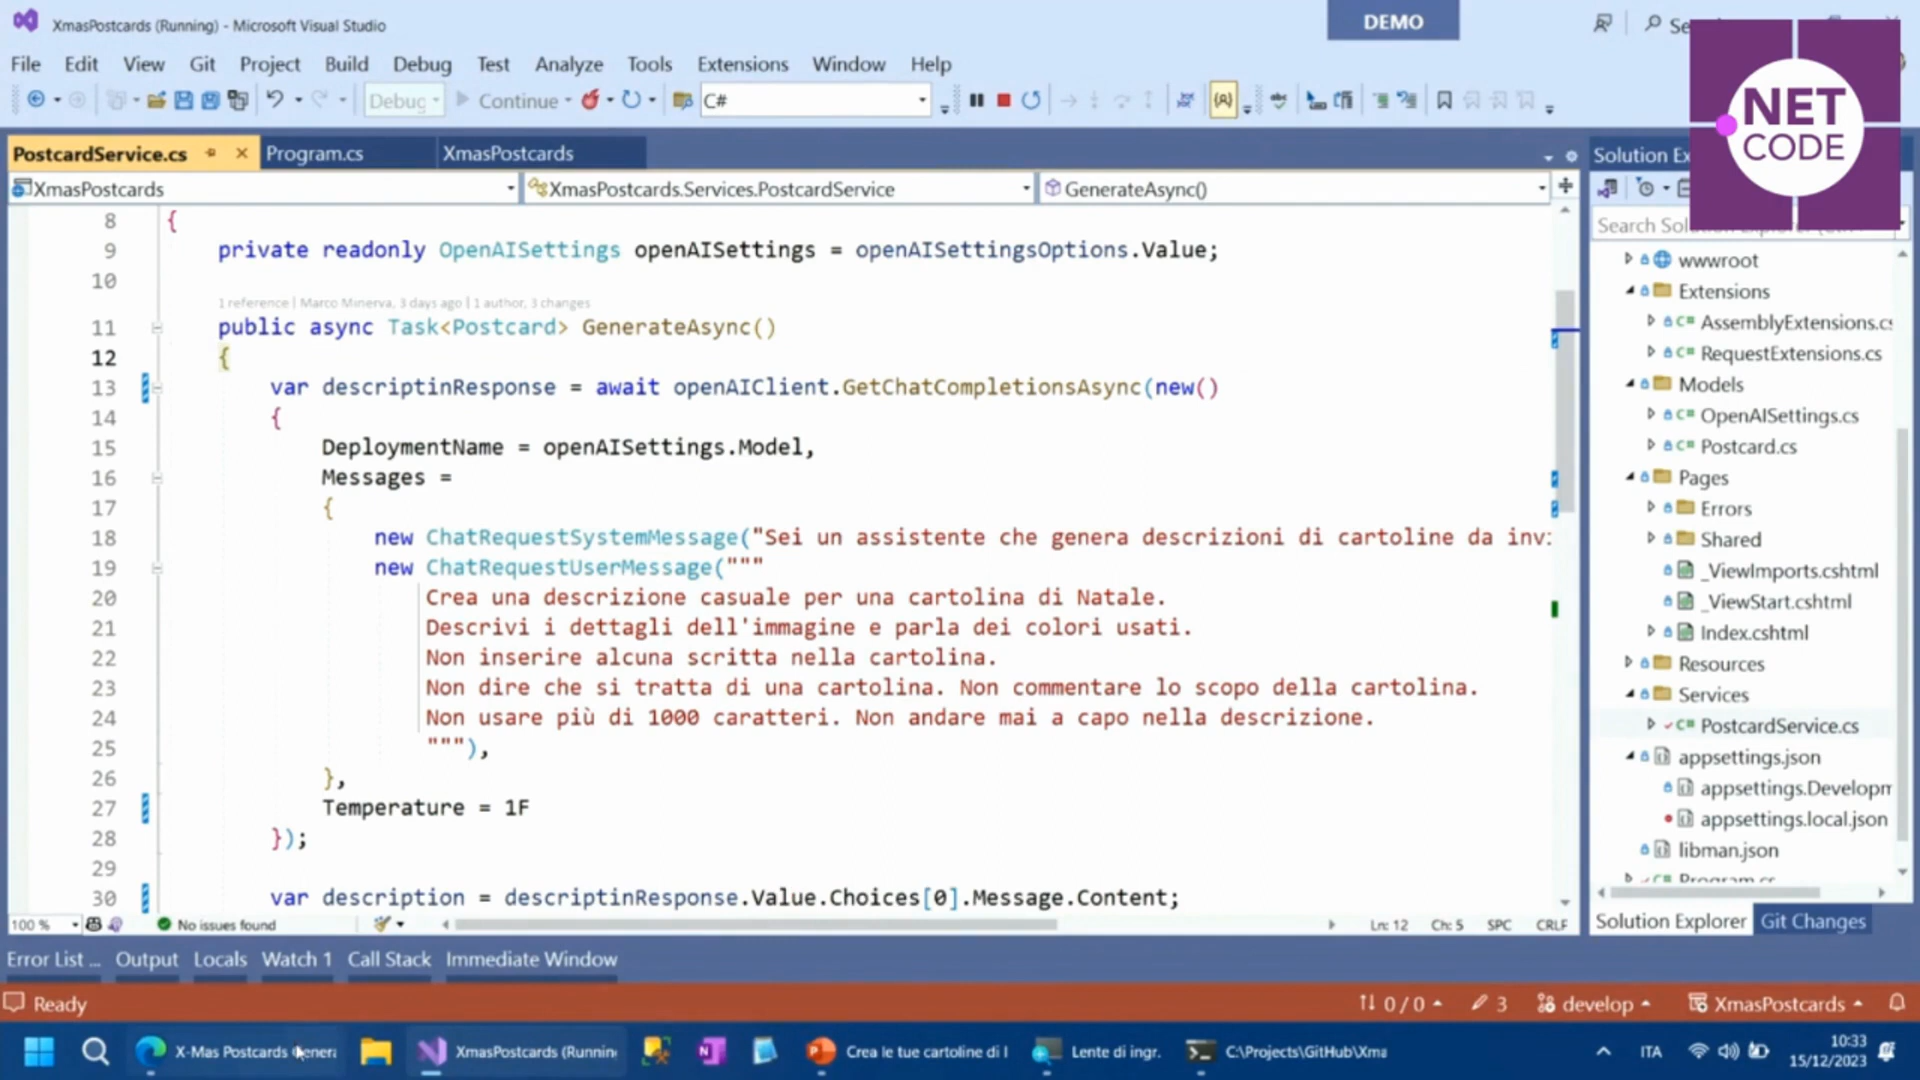 XmasPostcards (Running) - Microsoft Visual Studio
DEMO
File Edit View Git Project Build Debug Test Analyze Tools Extensions Window Help
Debug Continue C#
NET
CODE
PostcardService.cs Program.cs XmasPostcards
XmasPostcards XmasPostcards.Services.PostcardService GenerateAsync()
8 {
9 private readonly OpenAISettings openAISettings = openAISettingsOptions.Value;
10
1 reference | Marco Minerva, 3 days ago | 1 author, 3 changes
11 public async Task<Postcard> GenerateAsync()
12 {
13 var descriptinResponse = await openAIClient.GetChatCompletionsAsync(new()
14 {
15 DeploymentName = openAISettings.Model,
16 Messages =
17 {
18 new ChatRequestSystemMessage("Sei un assistente che genera descrizioni di cartoline da
19 new ChatRequestUserMessage("""
20 Crea una descrizione casuale per una cartolina di Natale.
21 Descrivi i dettagli dell'immagine e parla dei colori usati.
22 Non inserire alcuna scritta nella cartolina.
23 Non dire che si tratta di una cartolina. Non commentare lo scopo della cartolina.
24 Non usare più di 1000 caratteri. Non andare mai a capo nella descrizione.
25 """),
26 },
27 Temperature = 1F
28 });
29
30 var description = descriptinResponse.Value.Choices[0].Message.Content;
100 % No issues found Ln: 12 Ch: 5 SPC CRLF
Solution
Search
wwwroot
Extensions
AssemblyExtensions.cs
RequestExtensions.cs
Models
OpenAISettings.cs
Postcard.cs
Pages
Errors
Shared
_ViewImports.cshtml
_ViewStart.cshtml
Index.cshtml
Resources
Services
PostcardService.cs
appsettings.json
appsettings.Developm
appsettings.local.json
libman.json
Program.cs
Solution Explorer Git Changes
Error List ... Output Locals Watch 1 Call Stack Immediate Window
Ready 0 / 0 3 develop XmasPostcards
X-Mas Postcards XmasPostcards (Runnin Crea le tue cartoline di Lente di ingr. C:\Projects\GitHub\Xma ITA 10:33
15/12/2023